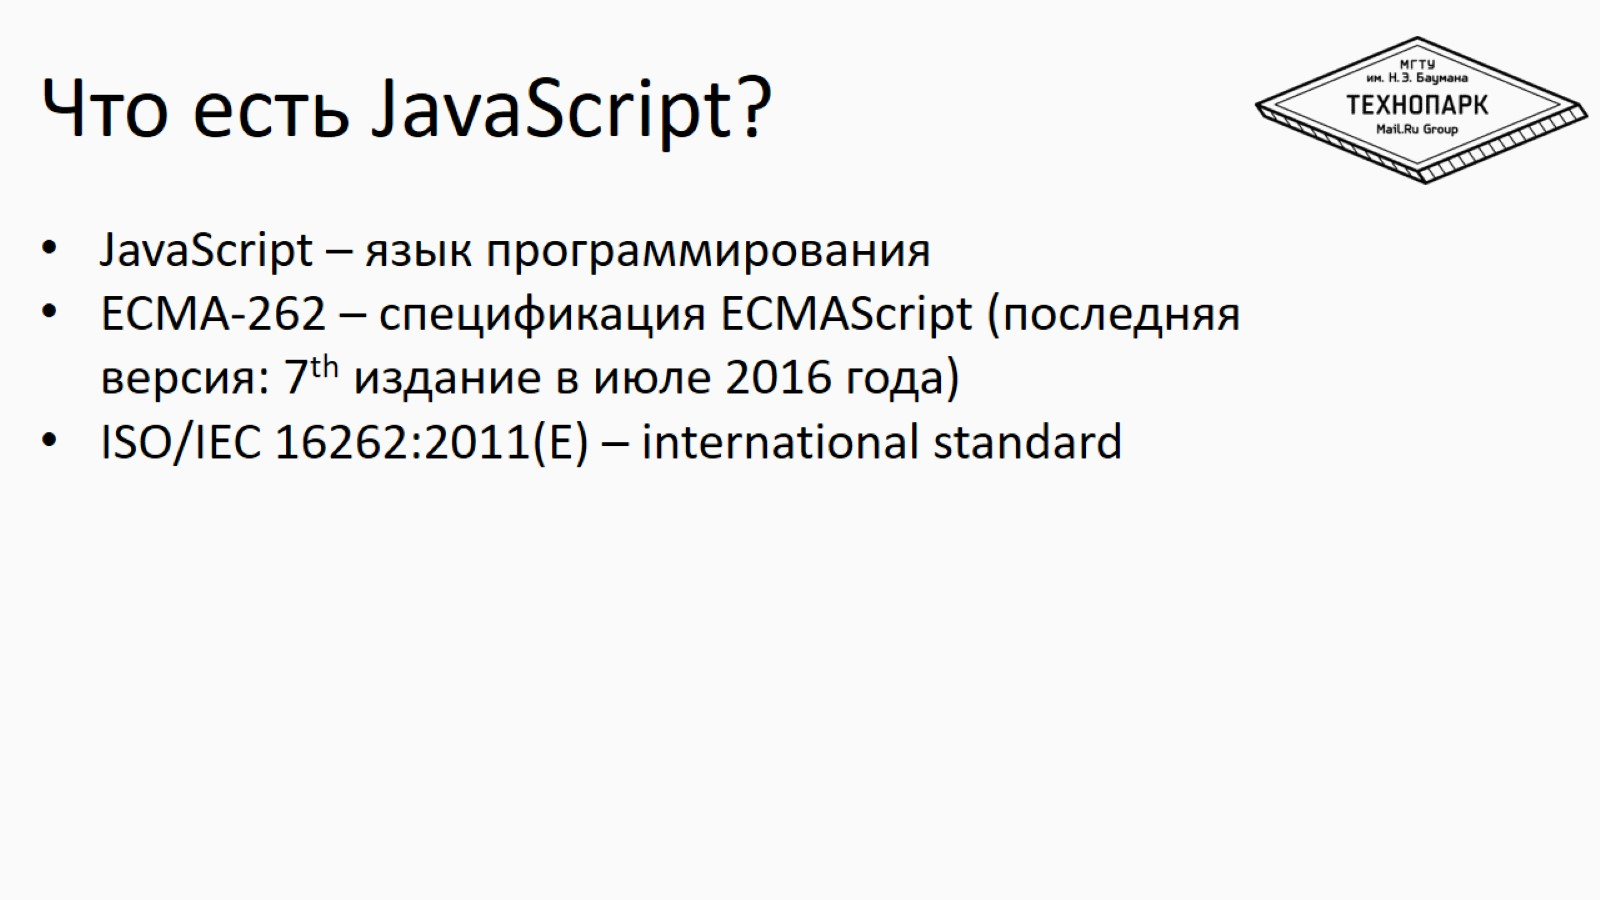 Что есть JavaScript?
МГТУ
им. Н.Э. Баумана
ТЕХНОПАРК
Mail.Ru Group
• JavaScript – язык программирования
• ECMA-262 – спецификация ECMAScript (последняя
версия: 7th издание в июле 2016 года)
• ISO/IEC 16262:2011(E) – international standard